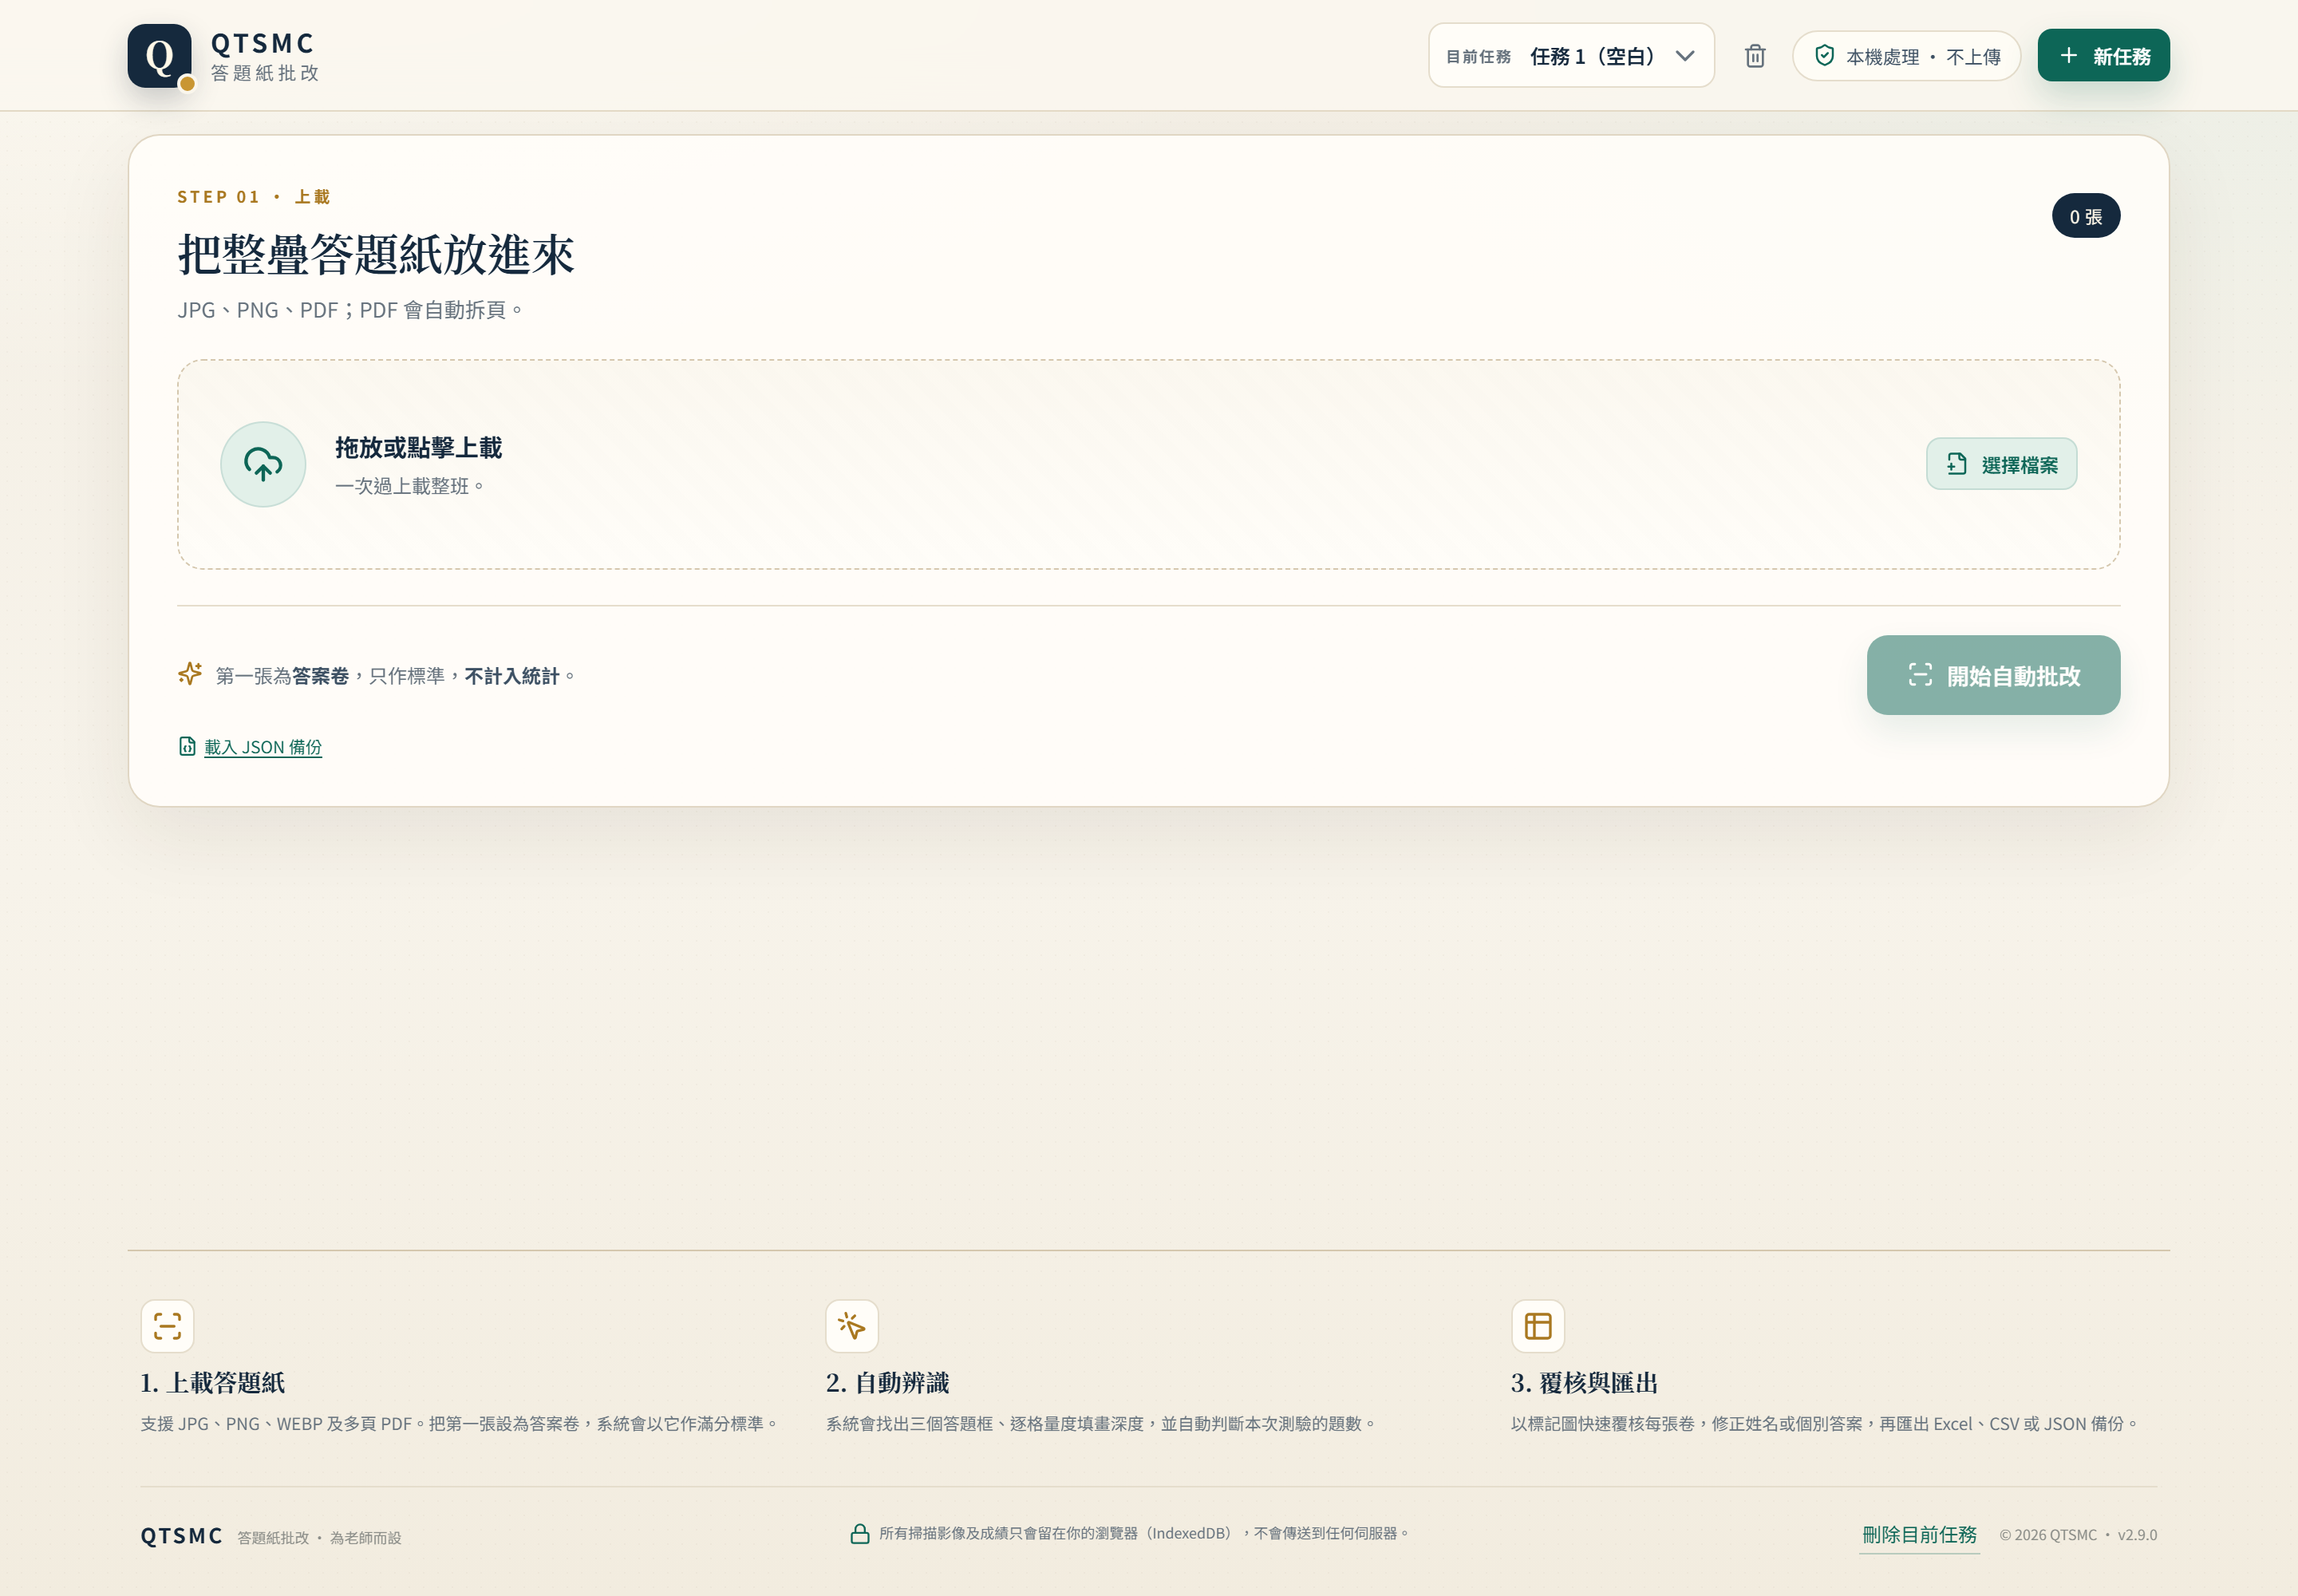 Q
QTSMC
答題紙批改
目前任務 任務 1（空白）
本機處理 · 不上傳
新任務
STEP 01 · 上載
0 張
把整疊答題紙放進來
JPG、PNG、PDF；PDF 會自動拆頁。
拖放或點擊上載
一次過上載整班。
選擇檔案
第一張為答案卷，只作標準，不計入統計。
開始自動批改
載入 JSON 備份
1. 上載答題紙
支援 JPG、PNG、WEBP 及多頁 PDF。把第一張設為答案卷，系統會以它作滿分標準。
2. 自動辨識
系統會找出三個答題框、逐格量度填畫深度，並自動判斷本次測驗的題數。
3. 覆核與匯出
以標記圖快速覆核每張卷，修正姓名或個別答案，再匯出 Excel、CSV 或 JSON 備份。
QTSMC 答題紙批改 · 為老師而設
所有掃描影像及成績只會留在你的瀏覽器（IndexedDB），不會傳送到任何伺服器。
刪除目前任務
© 2026 QTSMC · v2.9.0